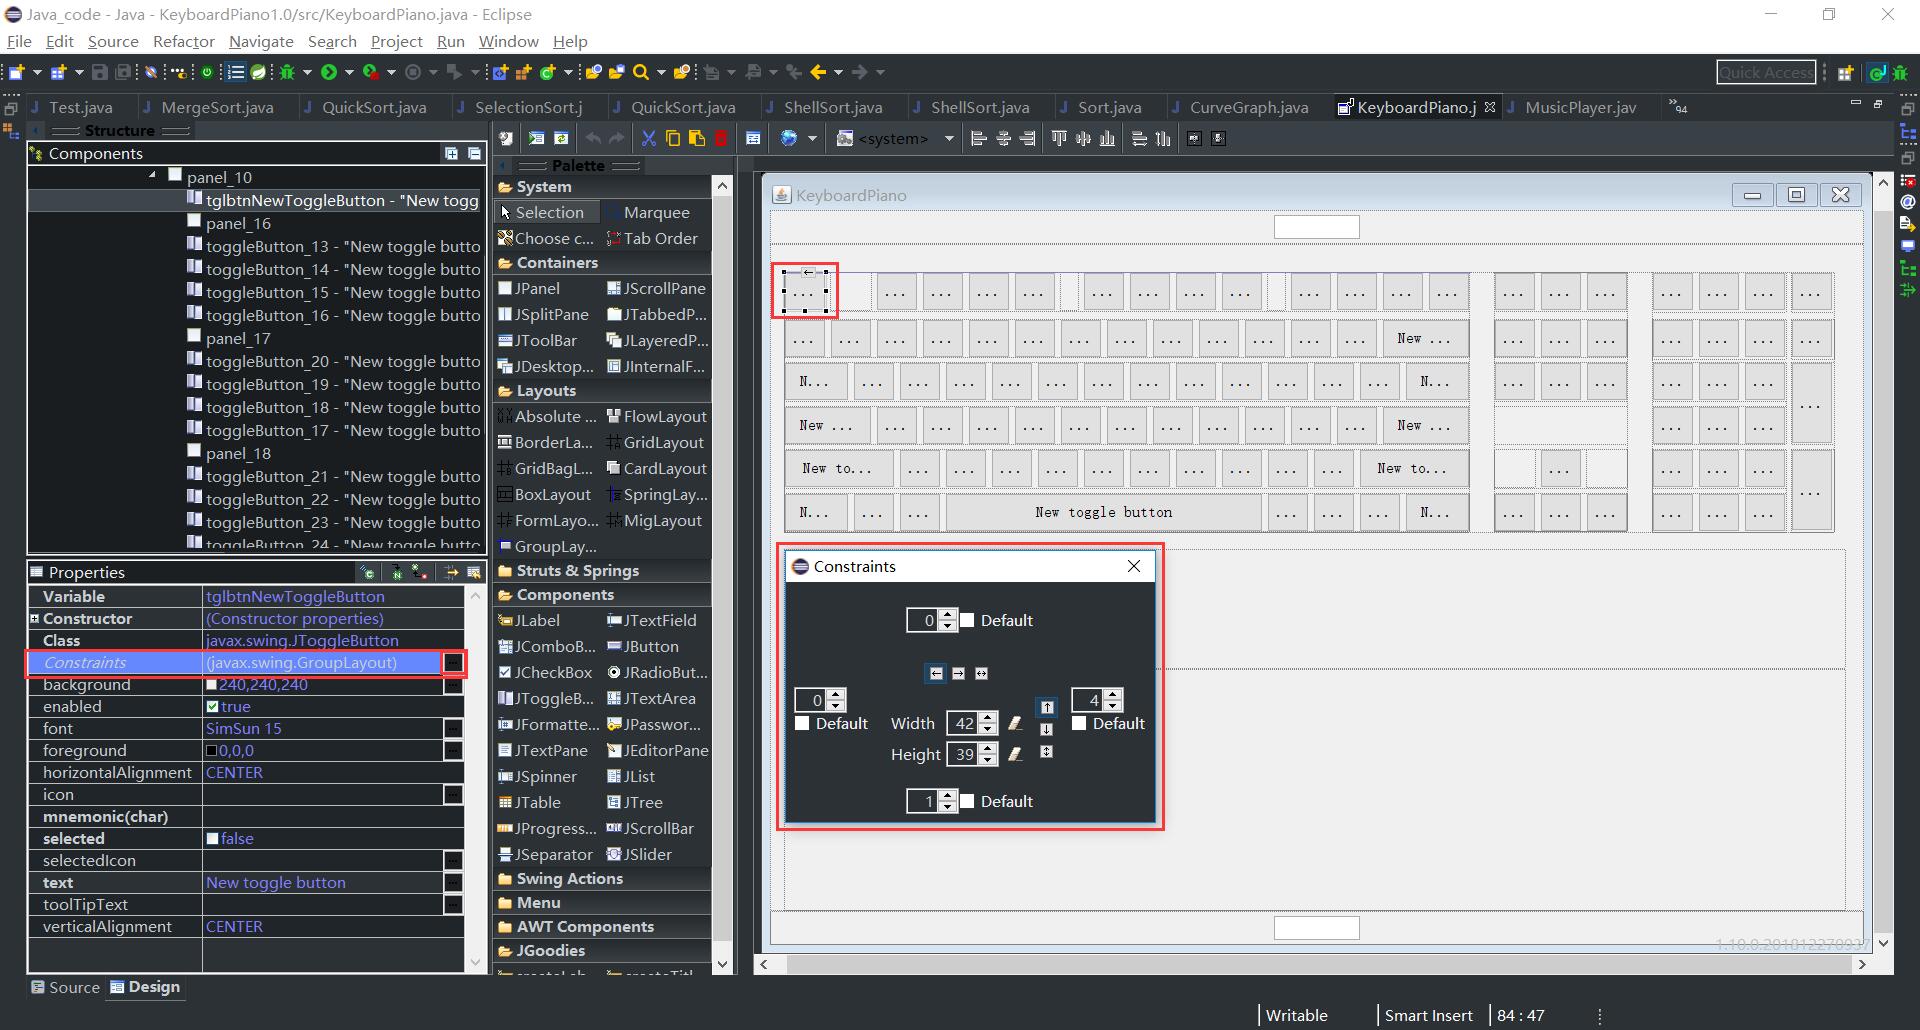 Java_code - Java - KeyboardPiano1.0/src/KeyboardPiano.java - Eclipse
File Edit Source Refactor Navigate Search Project Run Window Help
Quick Access
Test.java MergeSort.java QuickSort.java SelectionSort.j QuickSort.java ShellSort.java ShellSort.java Sort.java CurveGraph.java KeyboardPiano.j MusicPlayer.jav »94
Structure
Components
panel_10
tglbtnNewToggleButton - "New togg
panel_16
toggleButton_13 - "New toggle butto
toggleButton_14 - "New toggle butto
toggleButton_15 - "New toggle butto
toggleButton_16 - "New toggle butto
panel_17
toggleButton_20 - "New toggle butto
toggleButton_19 - "New toggle butto
toggleButton_18 - "New toggle butto
toggleButton_17 - "New toggle butto
panel_18
toggleButton_21 - "New toggle butto
toggleButton_22 - "New toggle butto
toggleButton_23 - "New toggle butto
toggleButton_24 - "New toggle butto
Properties
Variable tglbtnNewToggleButton
Constructor (Constructor properties)
Class javax.swing.JToggleButton
Constraints (javax.swing.GroupLayout)
background 240,240,240
enabled true
font SimSun 15
foreground 0,0,0
horizontalAlignment CENTER
icon
mnemonic(char)
selected false
selectedIcon
text New toggle button
toolTipText
verticalAlignment CENTER
Source Design
<system>
Palette
System
Selection Marquee
Choose c... Tab Order
Containers
JPanel JScrollPane
JSplitPane JTabbedP...
JToolBar JLayeredP...
JDesktop... JInternalF...
Layouts
Absolute ... FlowLayout
BorderLa... GridLayout
GridBagL... CardLayout
BoxLayout SpringLay...
FormLayo... MigLayout
GroupLay...
Struts & Springs
Components
JLabel JTextField
JComboB... JButton
JCheckBox JRadioBut...
JToggleB... JTextArea
JFormatte... JPasswor...
JTextPane JEditorPane
JSpinner JList
JTable JTree
JProgress... JScrollBar
JSeparator JSlider
Swing Actions
Menu
AWT Components
JGoodies
KeyboardPiano
... ... ... ... ... ... ... ... ... ... ... ... ... ... ... ... ... ... ... ...
... ... ... ... ... ... ... ... ... ... ... ... ... New ... ... ... ... ... ... ... ...
N... ... ... ... ... ... ... ... ... ... ... ... ... N... ... ... ... ... ... ... ...
New ... ... ... ... ... ... ... ... ... ... ... ... New ... ... ... ...
New to... ... ... ... ... ... ... ... ... ... ... New to... ... ... ... ... ...
N... ... ... New toggle button ... ... ... N... ... ... ... ... ... ...
Constraints
0 Default
0 4
Default Width 42 Default
Height 39
1 Default
1.10.0.201812270937
Writable Smart Insert 84 : 47